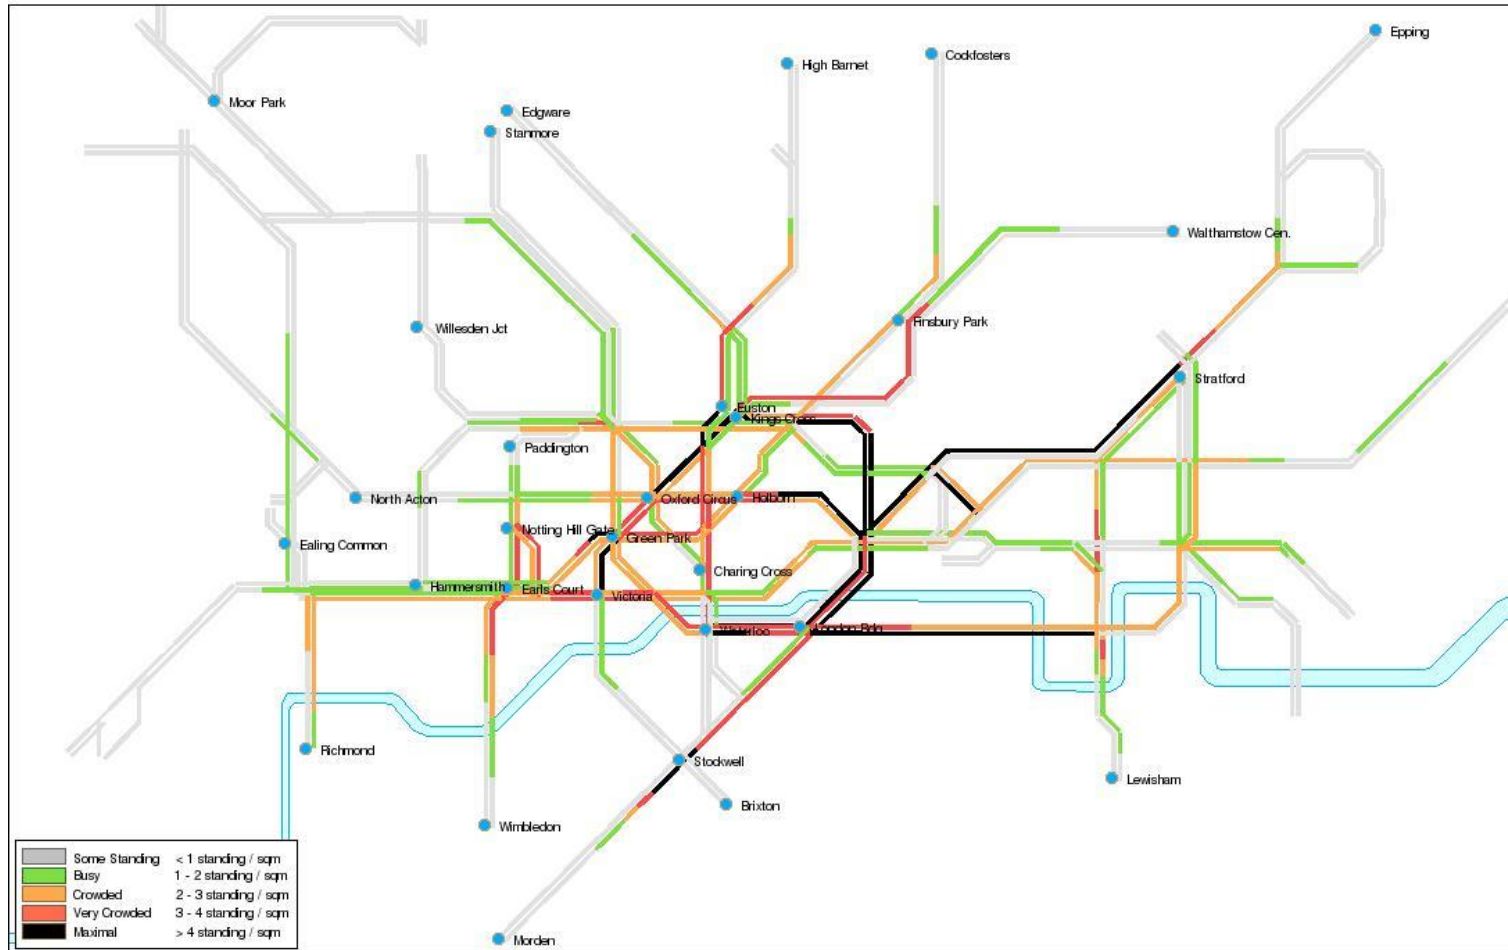 Epping
Cockfosters
High Barnet
Moor Park
Edgware
Stanmore
Walthamstow Cen.
Willesden Jct
Finsbury Park
Stratford
Euston
Kings Cross
Paddington
North Acton
Oxford Circus
Holborn
Notting Hill Gate
Green Park
Ealing Common
Charing Cross
Hammersmith
Earls Court
Victoria
Waterloo
London Bdg
Richmond
Stockwell
Lewisham
Brixton
Wimbledon
Morden
Some Standing < 1 standing / sqm
Busy 1 - 2 standing / sqm
Crowded 2 - 3 standing / sqm
Very Crowded 3 - 4 standing / sqm
Maximal > 4 standing / sqm